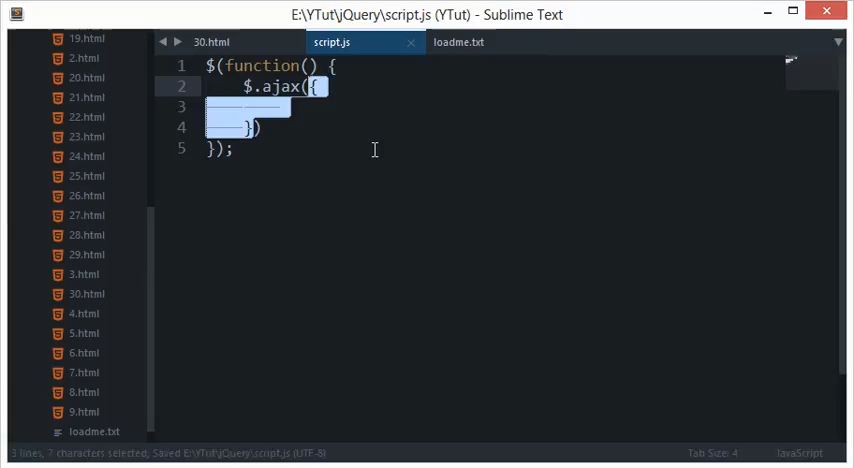 E:\YTut\jQuery\script.js (YTut) - Sublime Text
30.html
script.js
loadme.txt
19.html
2.html
20.html
21.html
22.html
23.html
24.html
25.html
26.html
27.html
28.html
29.html
3.html
30.html
4.html
5.html
6.html
7.html
8.html
9.html
loadme.txt
1 $(function() {
2 $.ajax({
3
4 })
5 });
3 lines, 7 characters selected; Saved E:\YTut\jQuery\script.js (UTF-8)
Tab Size: 4
JavaScript